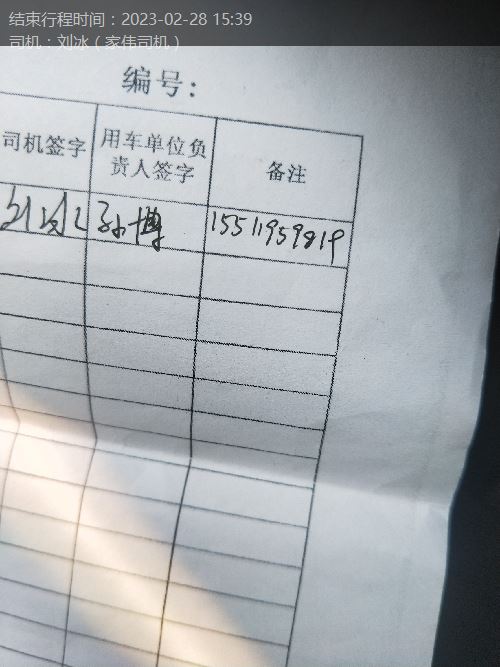 结束行程时间：2023-02-28 15:39
司机：刘冰（家伟司机）
编号：
司机签字
用车单位负
责人签字
备注
孙博
15511959819